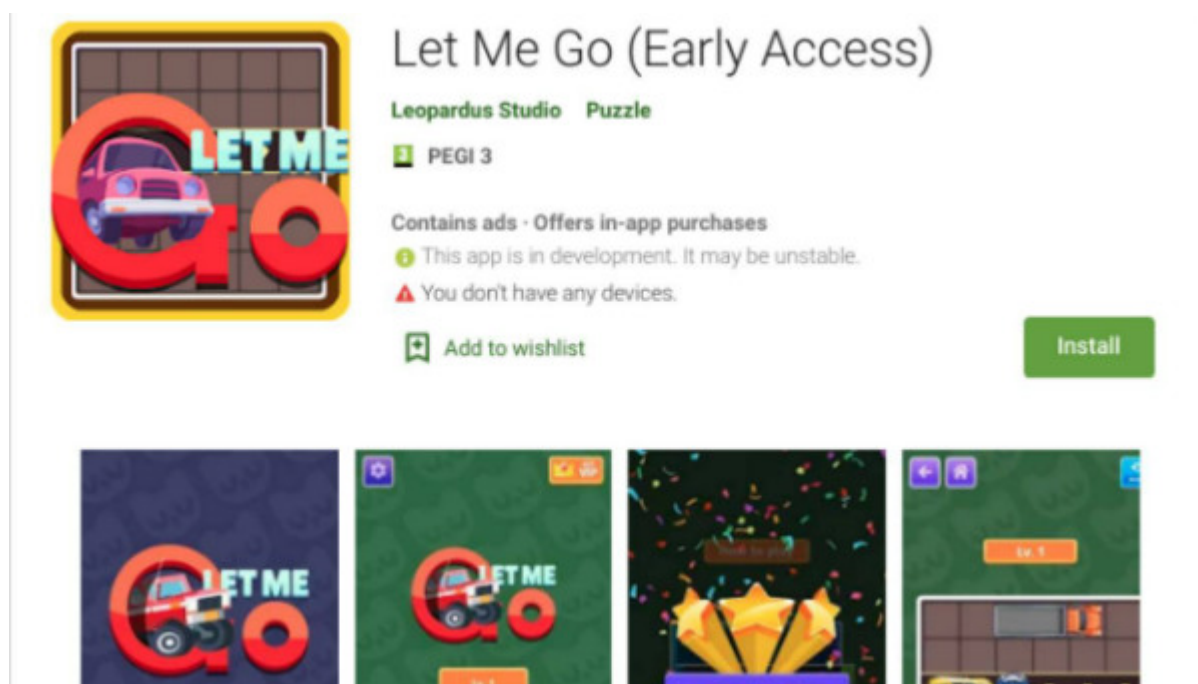 Let Me Go (Early Access)
Leopardus Studio Puzzle
3 PEGI 3
LET ME
Go
Contains ads · Offers in-app purchases
This app is in development. It may be unstable.
You don't have any devices.
Add to wishlist
Install
LET ME
Go
LET ME
Go
Lv. 1